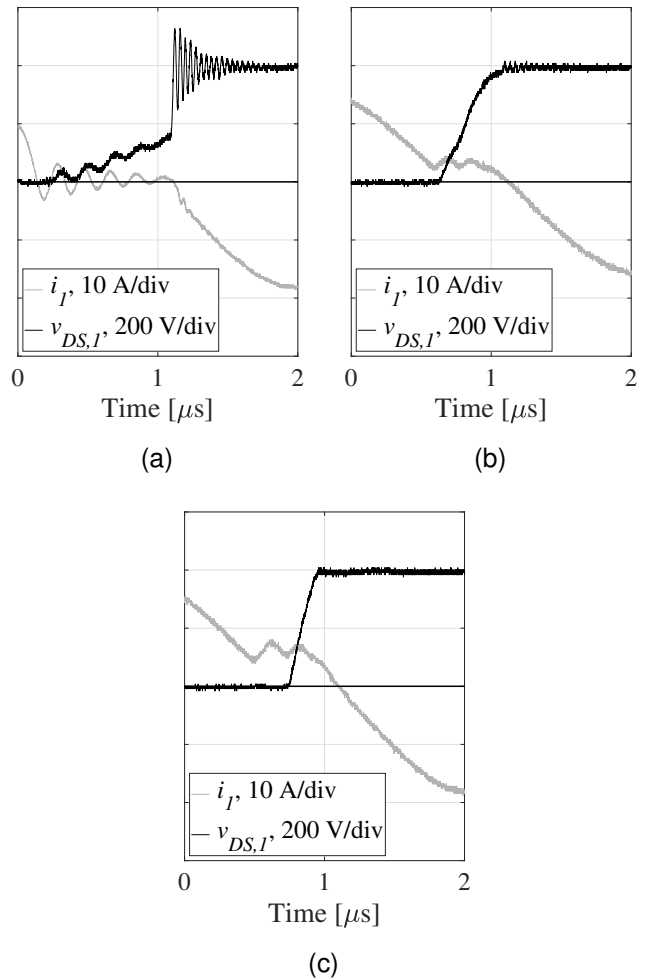 i1, 10 A/div
vDS,1, 200 V/div
0 1 2
Time [μs]
(a)
i1, 10 A/div
vDS,1, 200 V/div
0 1 2
Time [μs]
(b)
i1, 10 A/div
vDS,1, 200 V/div
0 1 2
Time [μs]
(c)